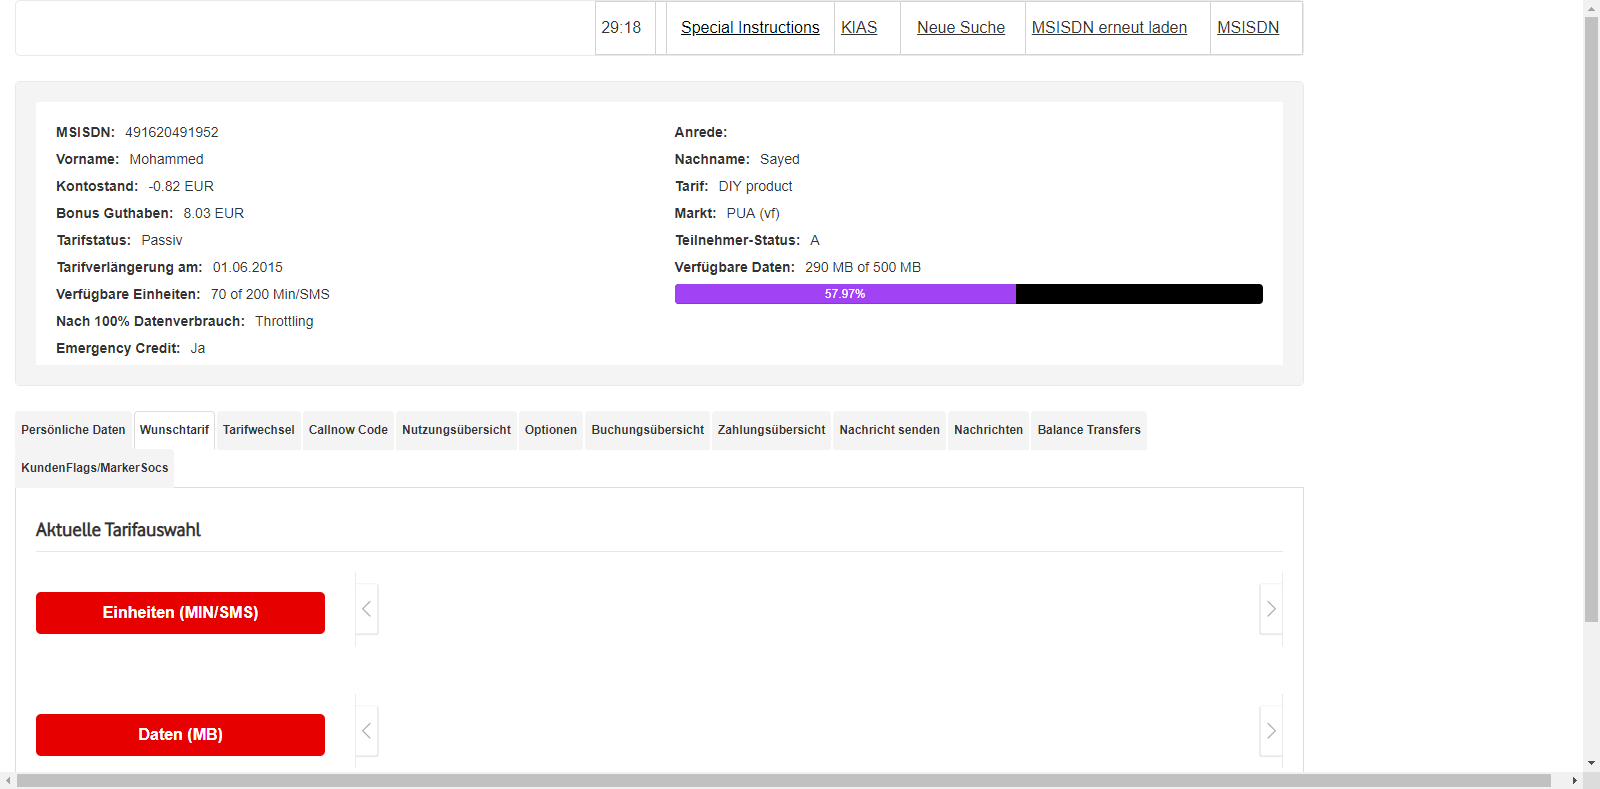 29:18 Special Instructions KIAS Neue Suche MSISDN erneut laden MSISDN
MSISDN: 491620491952
Vorname: Mohammed
Kontostand: -0.82 EUR
Bonus Guthaben: 8.03 EUR
Tarifstatus: Passiv
Tarifverlängerung am: 01.06.2015
Verfügbare Einheiten: 70 of 200 Min/SMS
Nach 100% Datenverbrauch: Throttling
Emergency Credit: Ja
Anrede:
Nachname: Sayed
Tarif: DIY product
Markt: PUA (vf)
Teilnehmer-Status: A
Verfügbare Daten: 290 MB of 500 MB
57.97%
Persönliche Daten Wunschtarif Tarifwechsel Callnow Code Nutzungsübersicht Optionen Buchungsübersicht Zahlungsübersicht Nachricht senden Nachrichten Balance Transfers
KundenFlags/MarkerSocs
Aktuelle Tarifauswahl
Einheiten (MIN/SMS)
Daten (MB)